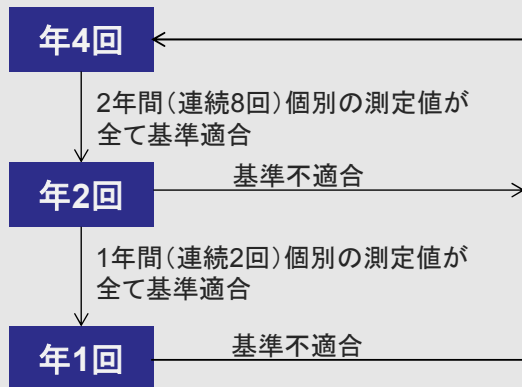 年4回
2年間(連続8回)個別の測定値が
全て基準適合
年2回
基準不適合
1年間(連続2回)個別の測定値が
全て基準適合
年1回
基準不適合